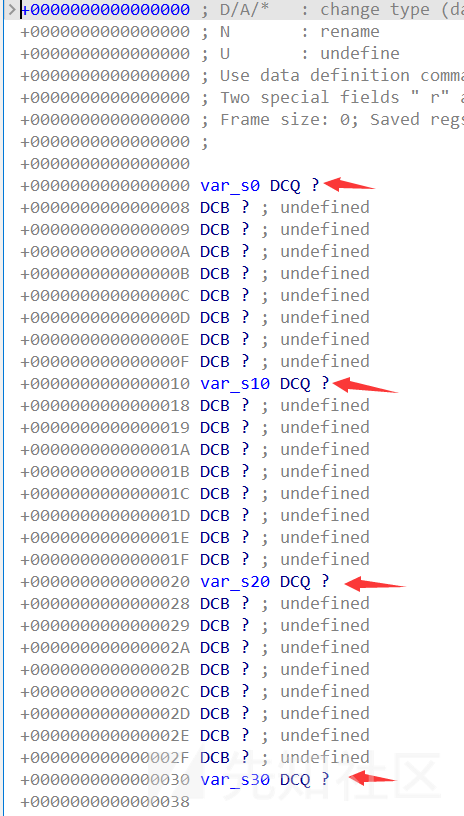 +0000000000000000 ; D/A/*   : change type (da
+0000000000000000 ; N       : rename
+0000000000000000 ; U       : undefine
+0000000000000000 ; Use data definition comma
+0000000000000000 ; Two special fields " r" a
+0000000000000000 ; Frame size: 0; Saved regs
+0000000000000000 ;
+0000000000000000
+0000000000000000 var_s0 DCQ ?
+0000000000000008 DCB ? ; undefined
+0000000000000009 DCB ? ; undefined
+000000000000000A DCB ? ; undefined
+000000000000000B DCB ? ; undefined
+000000000000000C DCB ? ; undefined
+000000000000000D DCB ? ; undefined
+000000000000000E DCB ? ; undefined
+000000000000000F DCB ? ; undefined
+0000000000000010 var_s10 DCQ ?
+0000000000000018 DCB ? ; undefined
+0000000000000019 DCB ? ; undefined
+000000000000001A DCB ? ; undefined
+000000000000001B DCB ? ; undefined
+000000000000001C DCB ? ; undefined
+000000000000001D DCB ? ; undefined
+000000000000001E DCB ? ; undefined
+000000000000001F DCB ? ; undefined
+0000000000000020 var_s20 DCQ ?
+0000000000000028 DCB ? ; undefined
+0000000000000029 DCB ? ; undefined
+000000000000002A DCB ? ; undefined
+000000000000002B DCB ? ; undefined
+000000000000002C DCB ? ; undefined
+000000000000002D DCB ? ; undefined
+000000000000002E DCB ? ; undefined
+000000000000002F DCB ? ; undefined
+0000000000000030 var_s30 DCQ ?
+0000000000000038
先知社区